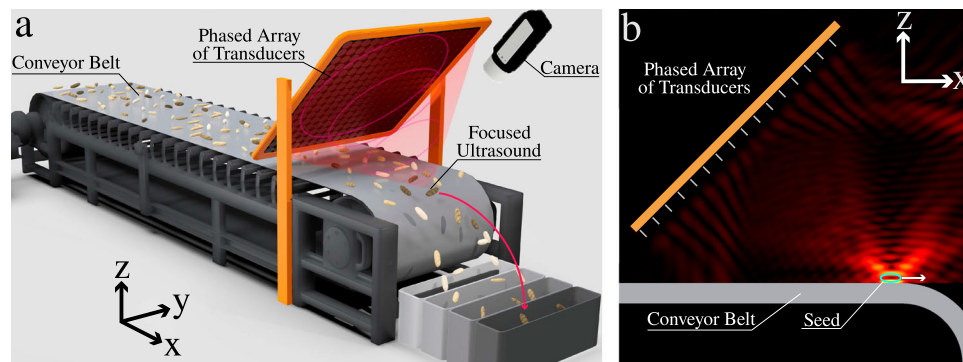 a
Phased Array
of Transducers
Conveyor Belt
Camera
Focused
Ultrasound
z
y
x
b
Phased Array
of Transducers
z
x
Conveyor Belt
Seed